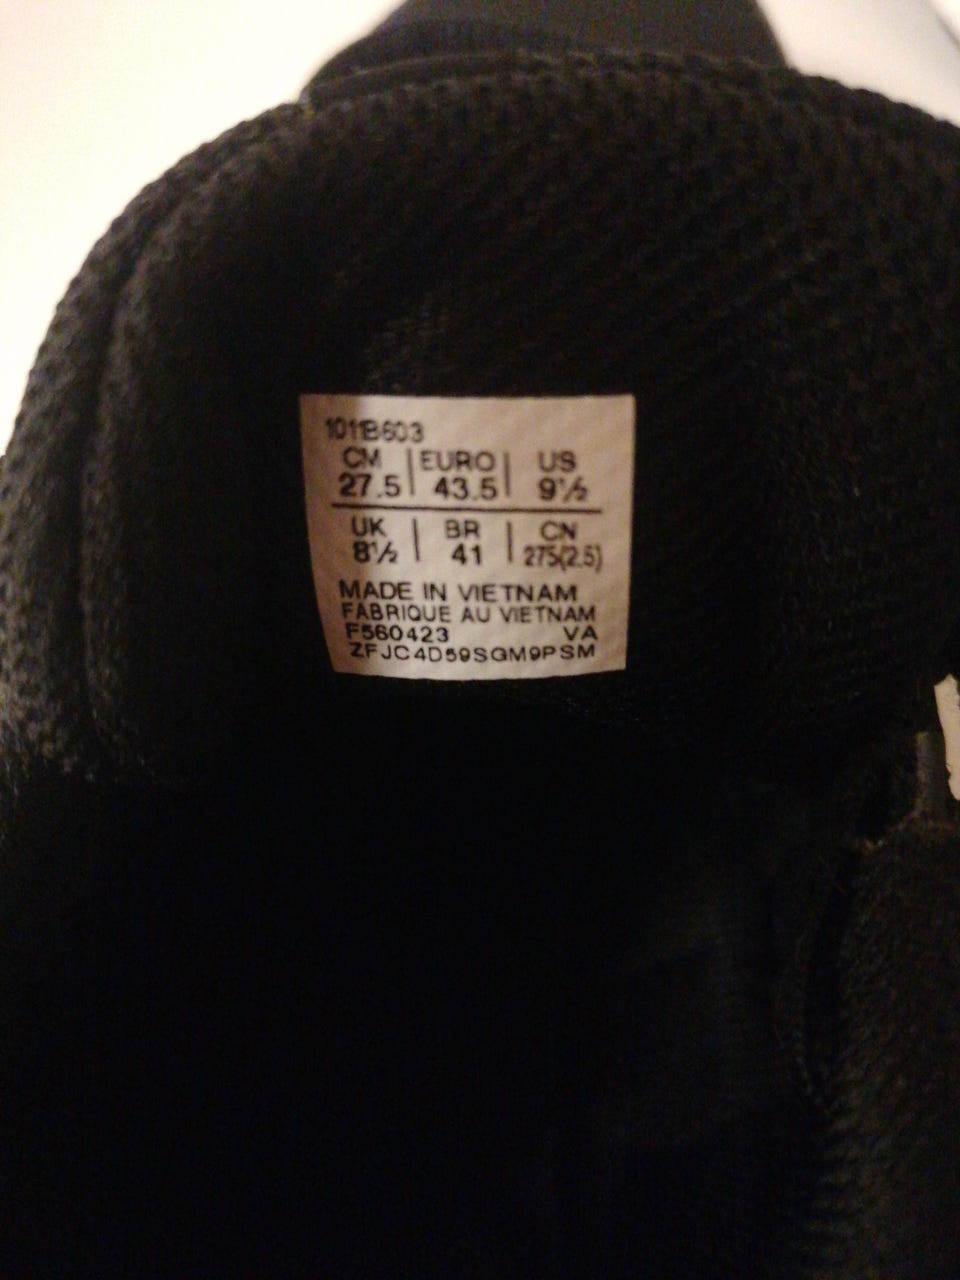 1011B603
CM | EURO | US
27.5 | 43.5 | 9½
UK | BR | CN
8½ | 41 | 275(2.5)
MADE IN VIETNAM
FABRIQUE AU VIETNAM
F560423 VA
ZFJC4D59SGM9PSM